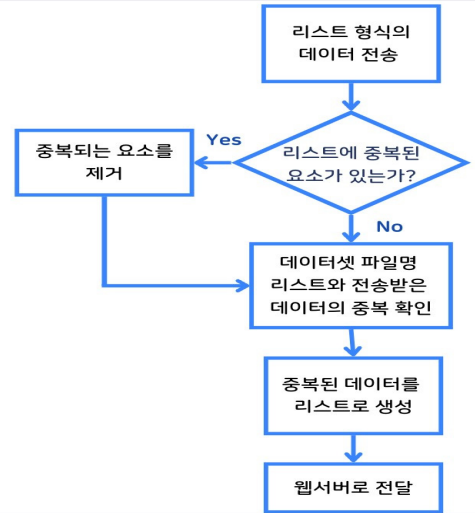 리스트 형식의
데이터 전송
Yes
중복되는 요소를
제거
리스트에 중복된
요소가 있는가?
No
데이터셋 파일명
리스트와 전송받은
데이터의 중복 확인
중복된 데이터를
리스트로 생성
웹서버로 전달